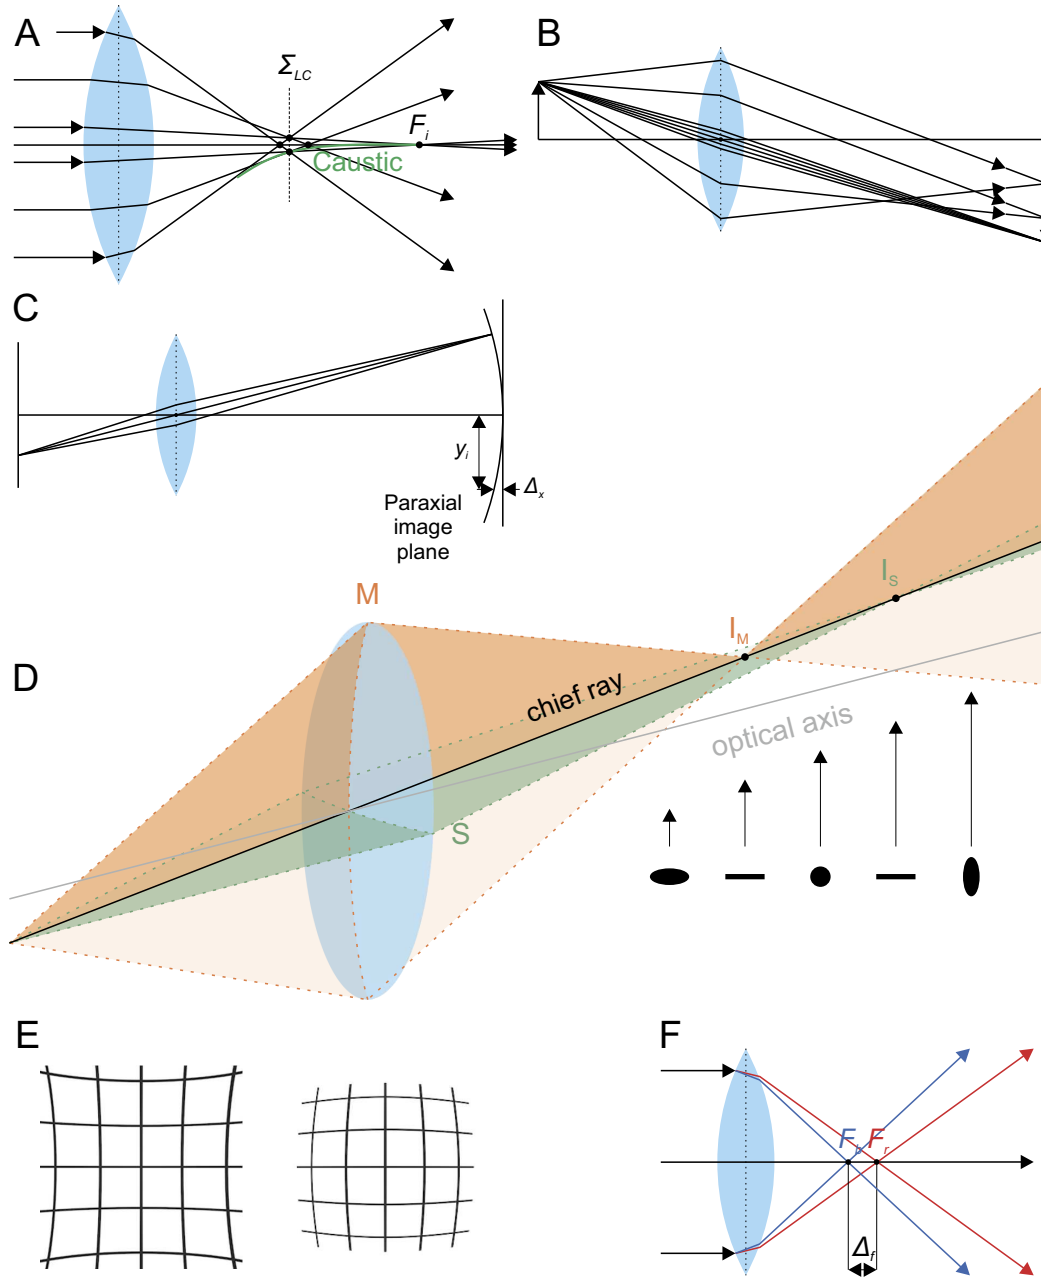 A
Σ_LC
F_i
Caustic
B
C
y_i
Δ_x
Paraxial
image
plane
D
M
I_M
I_S
chief ray
optical axis
S
E
F
F_b F_r
Δ_f